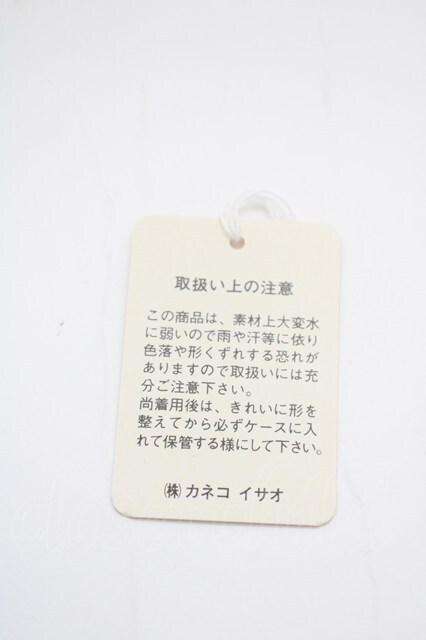 取扱い上の注意
この商品は、素材上大変水
に弱いので雨や汗等に依り
色落や形くずれする恐れが
ありますので取扱いには充
分ご注意下さい。
尚着用後は、きれいに形を
整えてから必ずケースに入
れて保管する様にして下さい。
㈱ カネコ イサオ